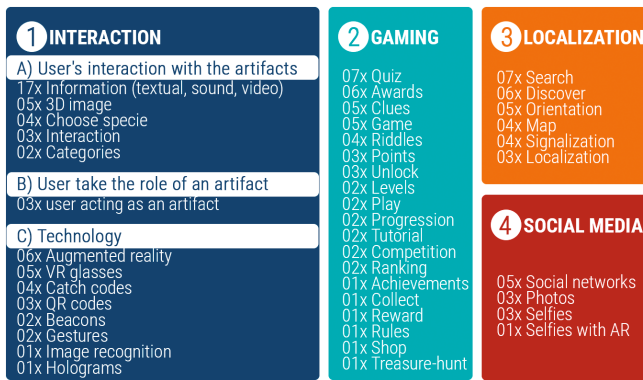 1 INTERACTION
A) User's interaction with the artifacts
17x Information (textual, sound, video)
05x 3D image
04x Choose specie
03x Interaction
02x Categories
B) User take the role of an artifact
03x user acting as an artifact
C) Technology
06x Augmented reality
05x VR glasses
04x Catch codes
03x QR codes
02x Beacons
02x Gestures
01x Image recognition
01x Holograms
2 GAMING
07x Quiz
06x Awards
05x Clues
05x Game
04x Riddles
03x Points
03x Unlock
02x Levels
02x Play
02x Progression
02x Tutorial
02x Competition
02x Ranking
01x Achievements
01x Collect
01x Reward
01x Rules
01x Shop
01x Treasure-hunt
3 LOCALIZATION
07x Search
06x Discover
05x Orientation
04x Map
04x Signalization
03x Localization
4 SOCIAL MEDIA
05x Social networks
03x Photos
03x Selfies
01x Selfies with AR